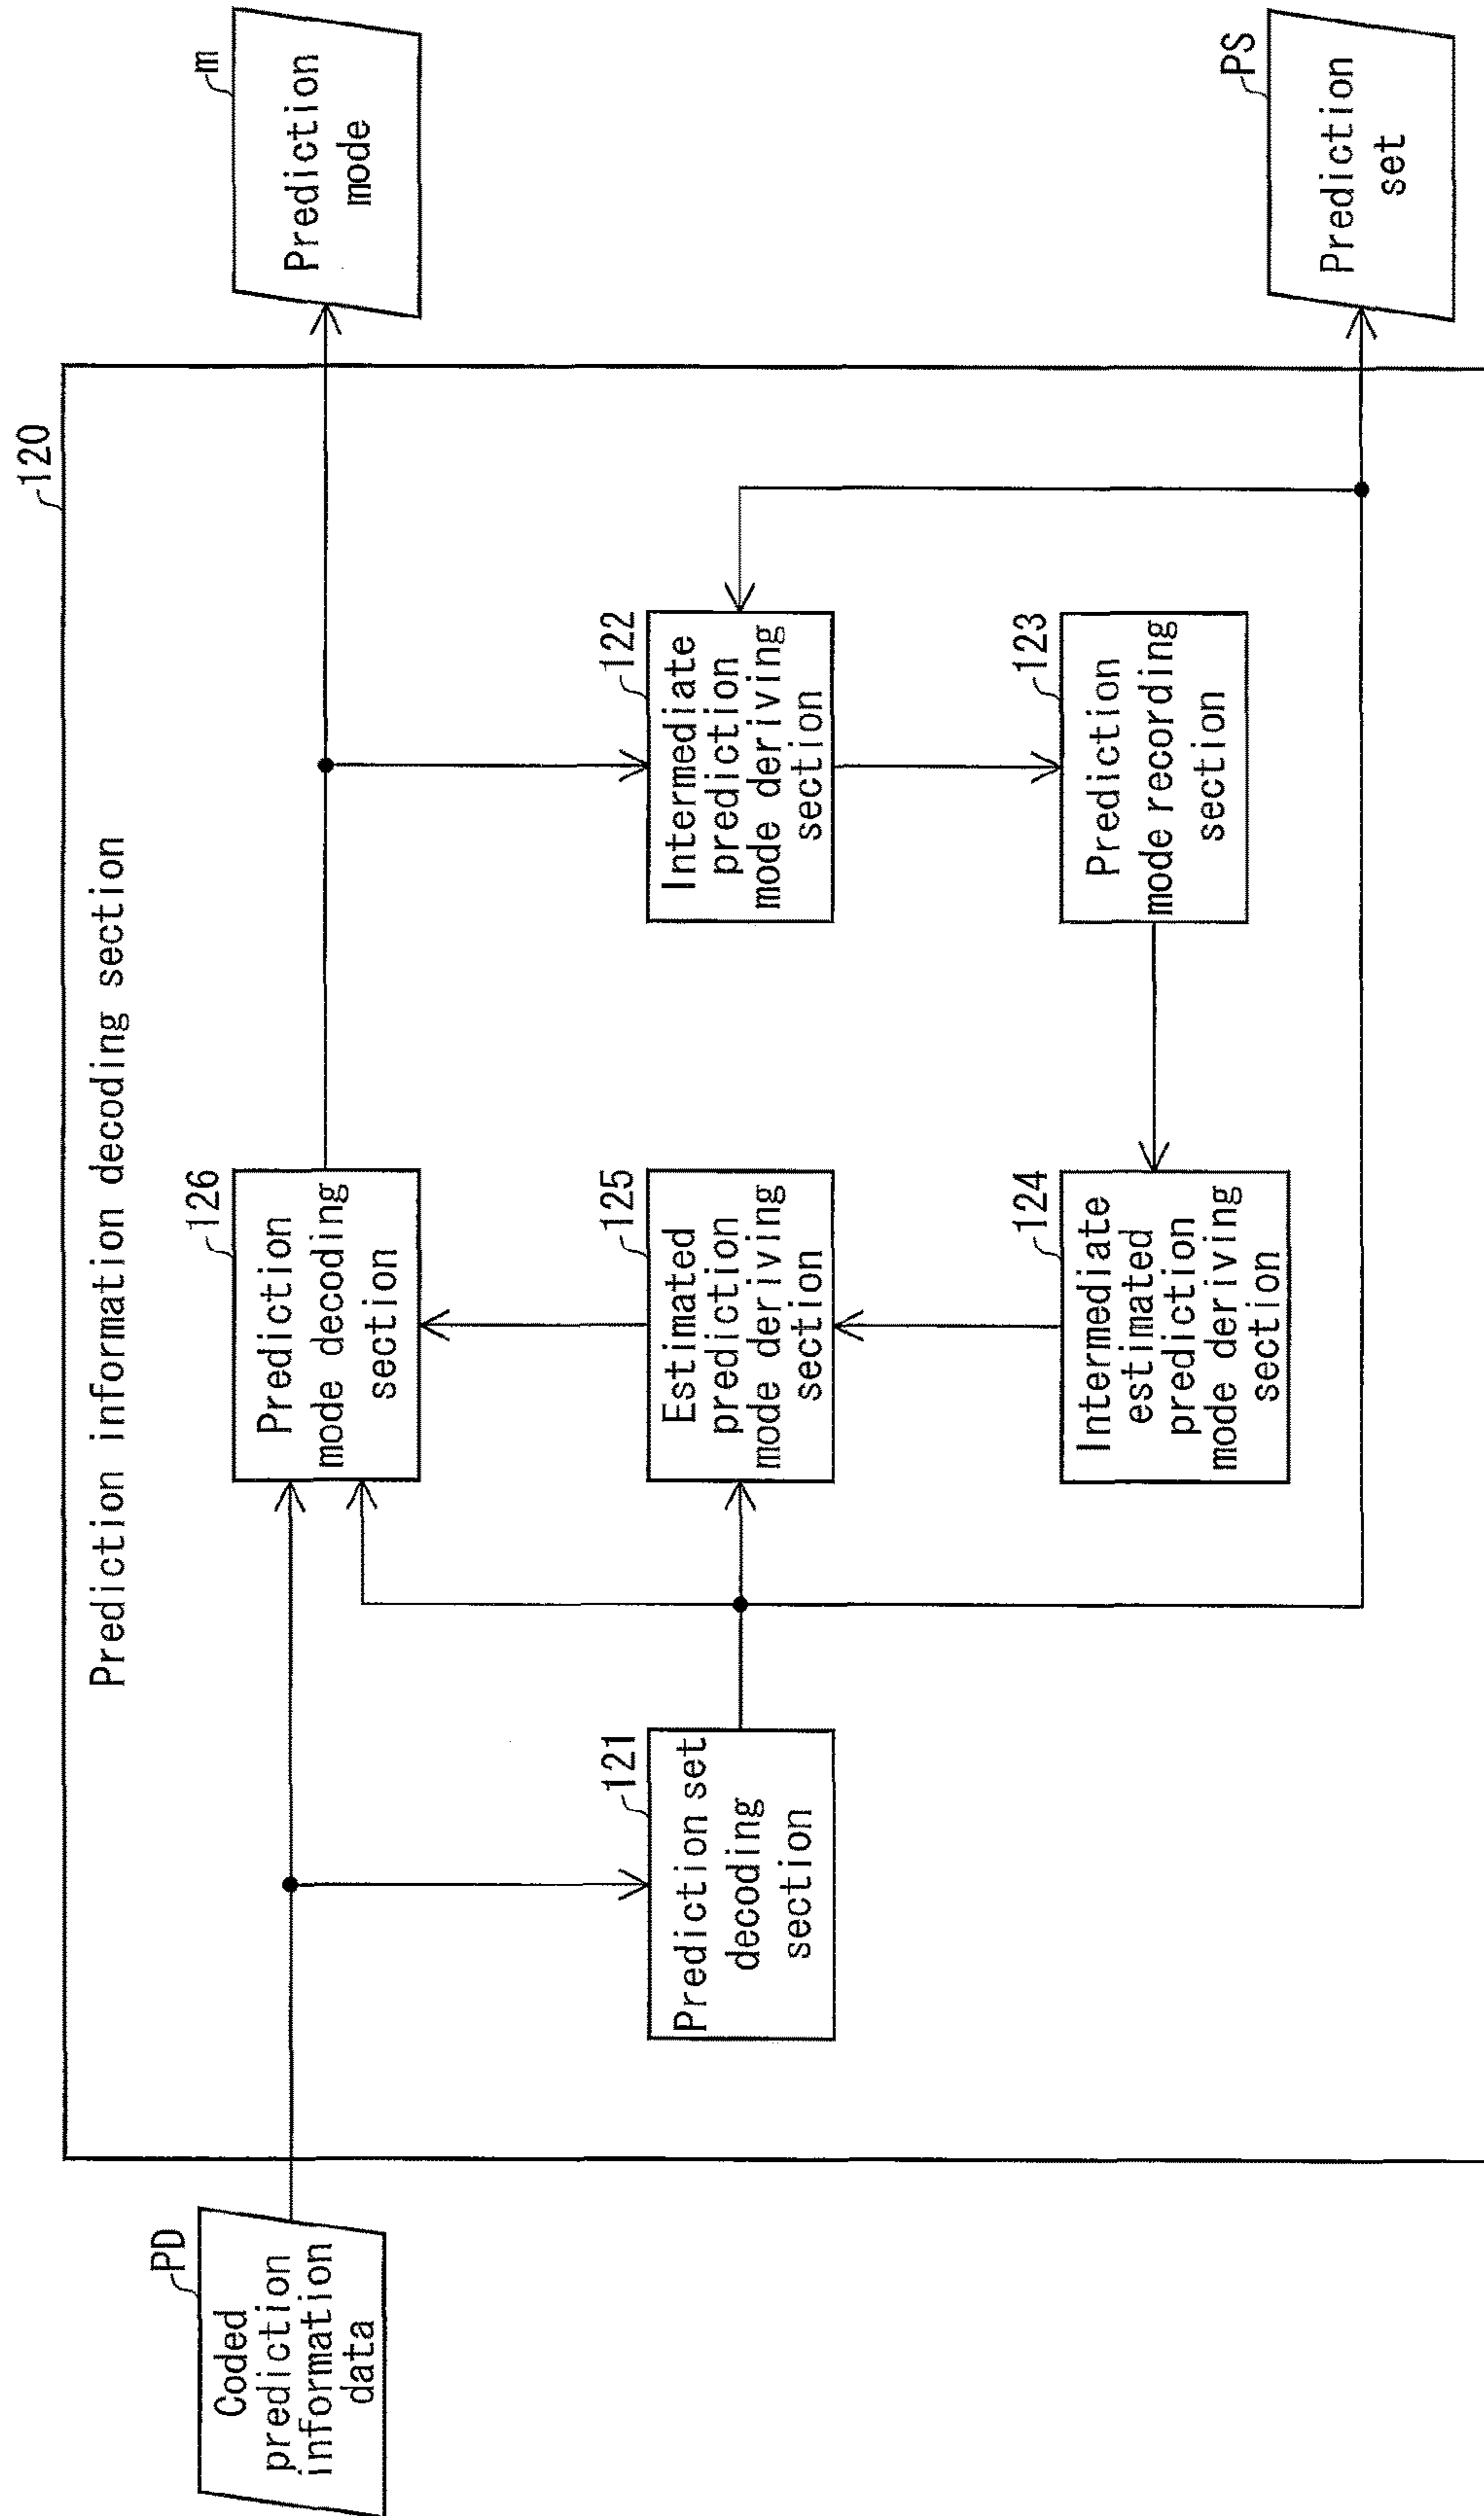 120
Prediction information decoding section
PD
Coded
prediction
information
data
126
Prediction
mode decoding
section
m
Prediction
mode
121
Prediction set
decoding
section
125
Estimated
prediction
mode deriving
section
122
Intermediate
prediction
mode deriving
section
124
Intermediate
estimated
prediction
mode deriving
section
123
Prediction
mode recording
section
PS
Prediction
set